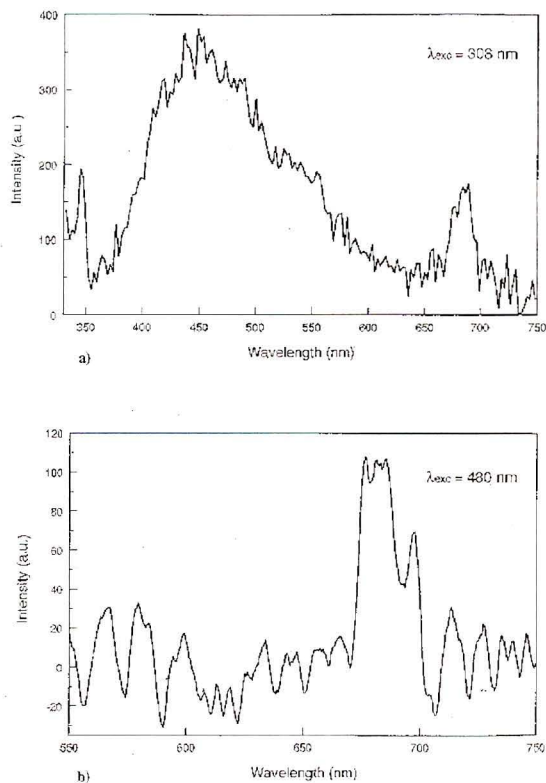 400
300
200
100
0
Intensity (a.u.)
λexc = 308 nm
350 400 450 500 550 600 650 700 750
Wavelength (nm)
a)
120
100
80
60
40
20
0
-20
Intensity (a.u.)
λexc = 480 nm
550 600 650 700 750
Wavelength (nm)
b)